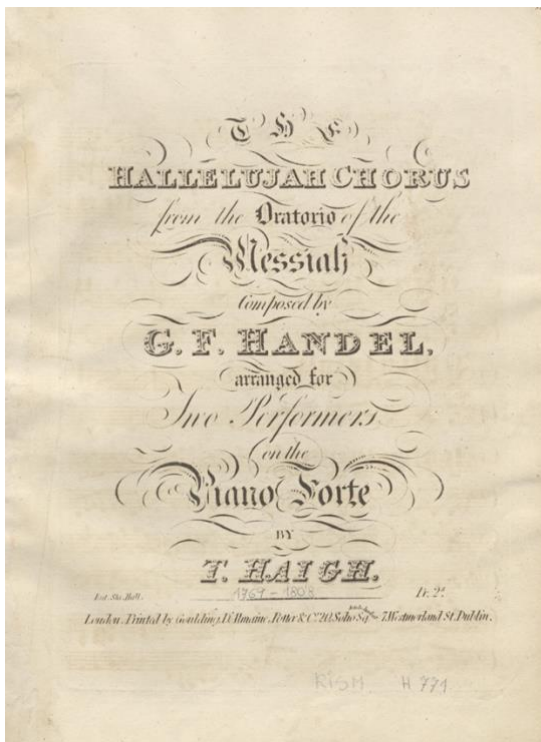 THE
HALLELUJAH CHORUS
from the Oratorio of the
Messiah
Composed by
G. F. HANDEL,
arranged for
Two Performers
on the
Piano Forte
BY
T. HAIGH.
Ent. Sta. Hall.
1769-1808
Pr. 2s.
London. Printed by Goulding, D'Almaine, Potter & Co. 20, Soho Sqe. 7, Westmorland St. Dublin.
RISM H 771